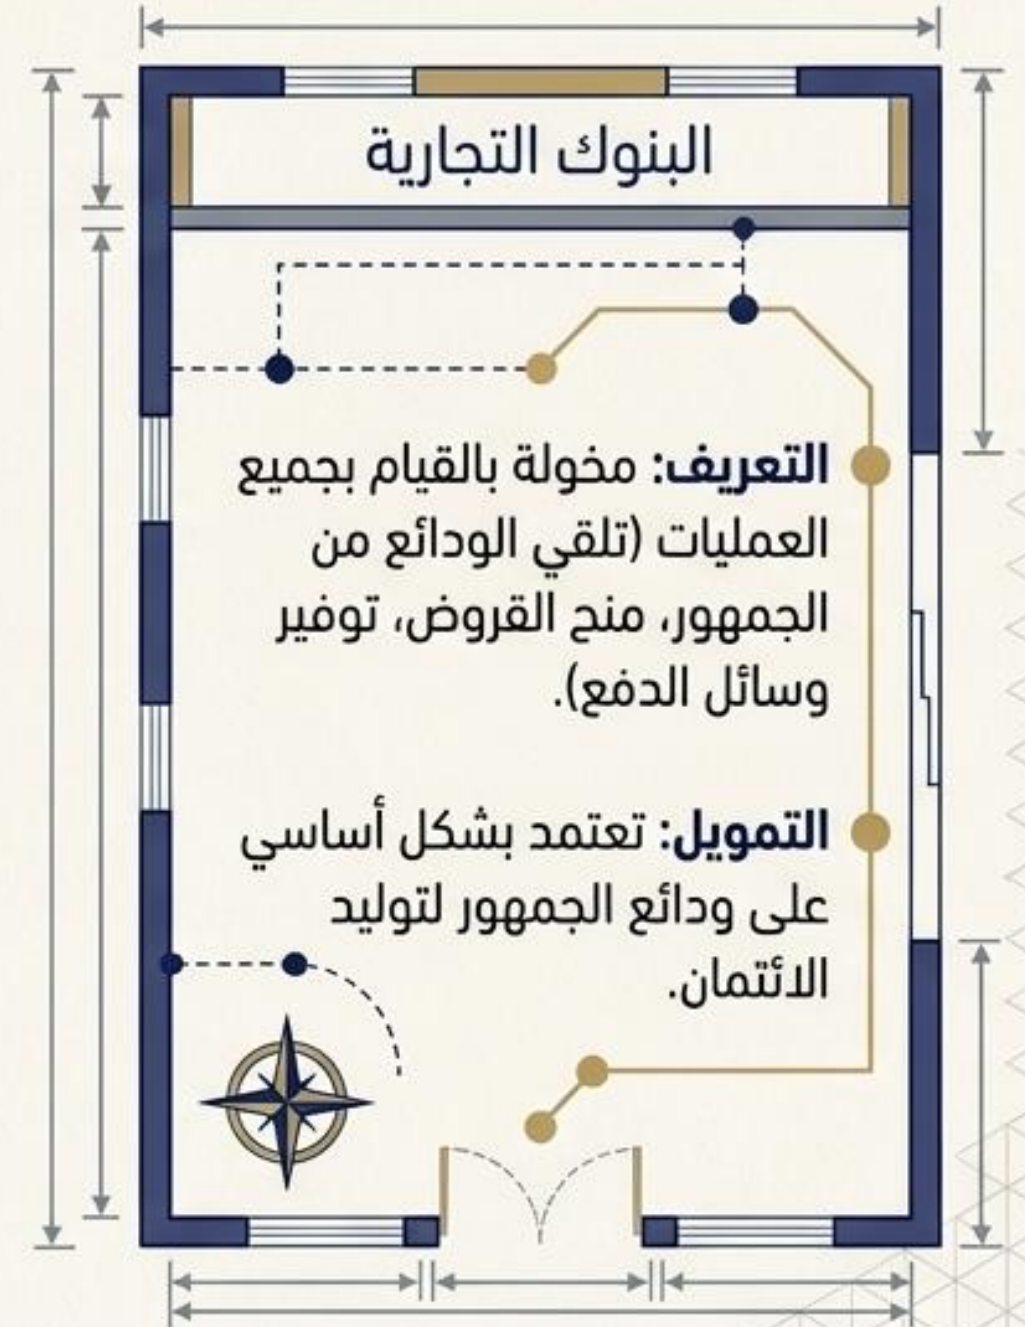 البنوك التجارية
التعريف: مخولة بالقيام بجميع
العمليات (تلقي الودائع من
الجمهور، منح القروض، توفير
وسائل الدفع).
التمويل: تعتمد بشكل أساسي
على ودائع الجمهور لتوليد
الائتمان.